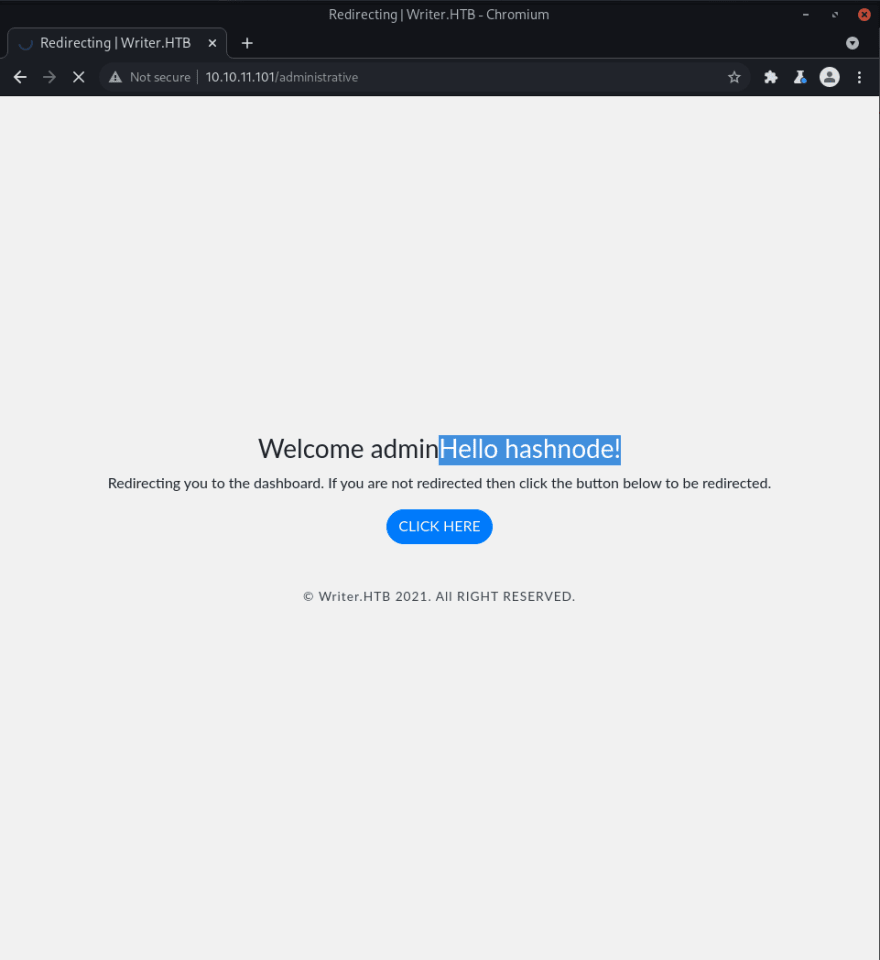 Redirecting | Writer.HTB - Chromium
Redirecting | Writer.HTB
Not secure | 10.10.11.101/administrative
Welcome adminHello hashnode!
Redirecting you to the dashboard. If you are not redirected then click the button below to be redirected.
CLICK HERE
© Writer.HTB 2021. All RIGHT RESERVED.